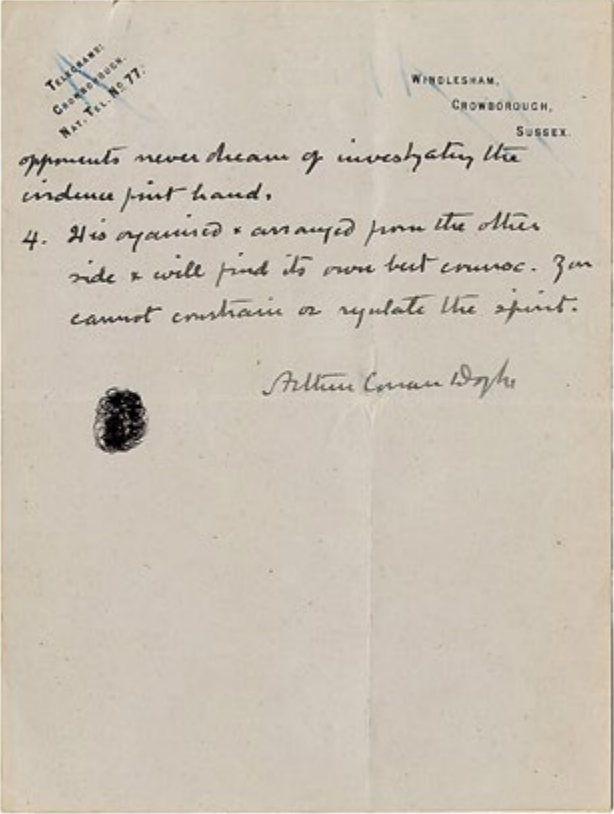 TELEGRAMS:
CROWBOROUGH.
NAT. TEL. No 77.
WINDLESHAM,
CROWBOROUGH,
SUSSEX.
opponents never dream of investigating the
evidence first hand.
4. It is organised & arranged from the other
side & will find its own best course. You
cannot constrain or regulate the spirit.
Arthur Conan Doyle